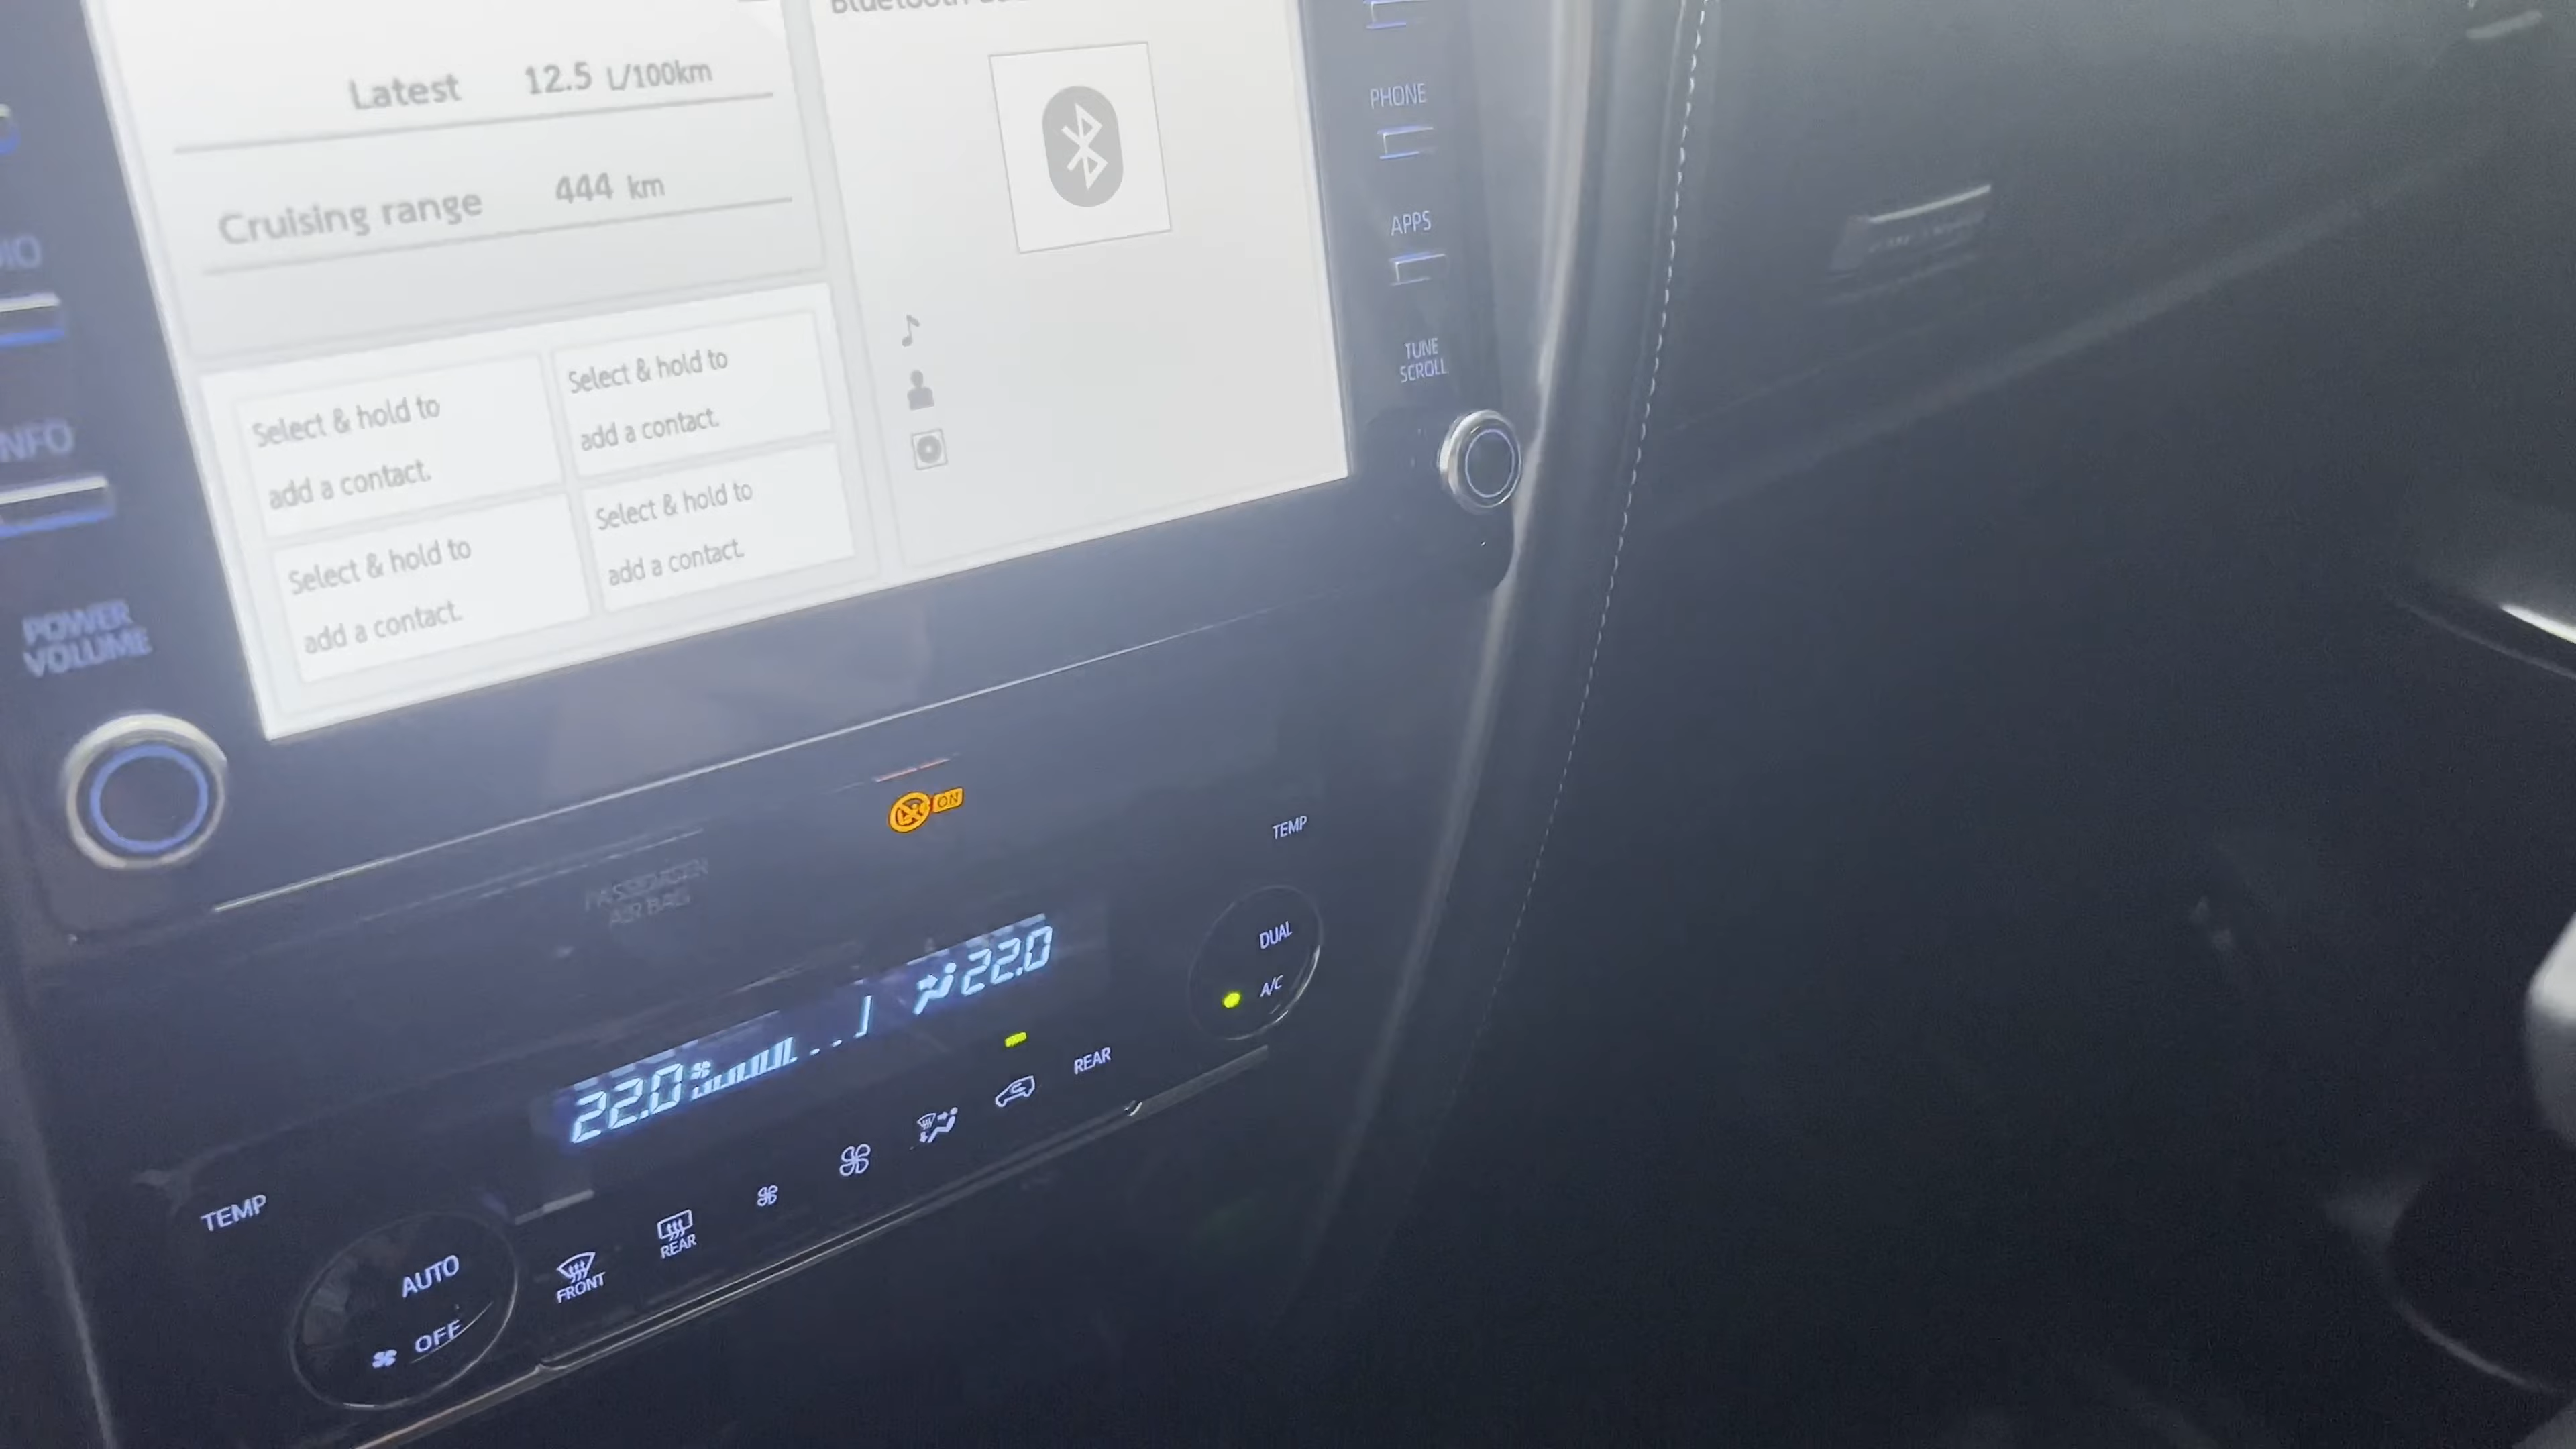 Bluetooth
Latest 12.5 L/100km
Cruising range 444 km
Select & hold to
add a contact.
Select & hold to
add a contact.
Select & hold to
add a contact.
Select & hold to
add a contact.
POWER
VOLUME
PHONE
APPS
TUNE
SCROLL
ON
PASSENGER
AIR BAG
TEMP
DUAL
A/C
22.0
22.0
REAR
TEMP
AUTO
OFF
FRONT
REAR